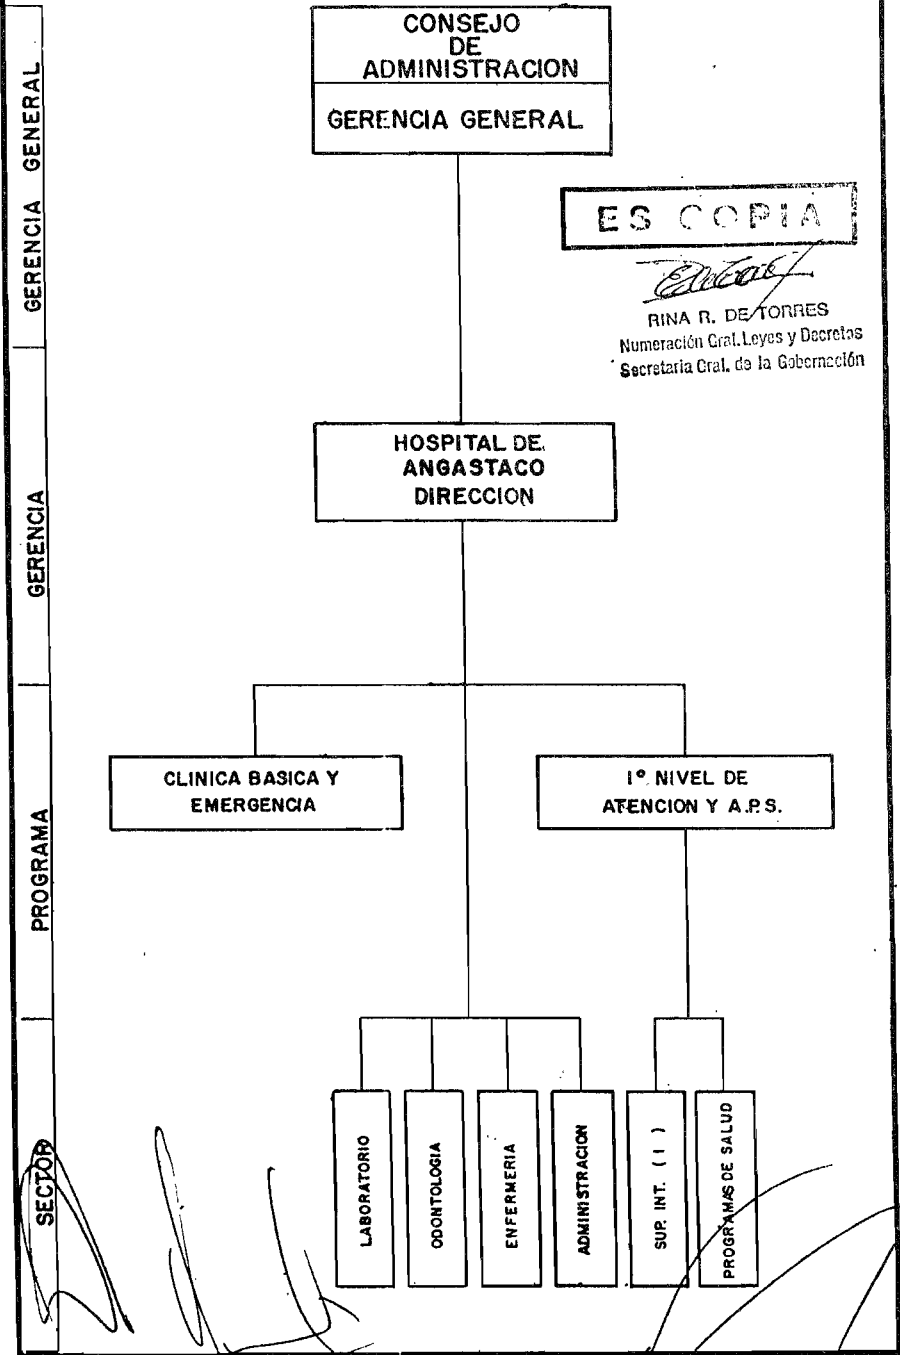 CONSEJO
DE
ADMINISTRACION
GERENCIA GENERAL
GERENCIA GENERAL
ES COPIA
RINA R. DE TORRES
Numeración Gral. Leyes y Decretos
Secretaria Gral. de la Gobernación
HOSPITAL DE
ANGASTACO
DIRECCION
GERENCIA
CLINICA BASICA Y
EMERGENCIA
1° NIVEL DE
ATENCION Y A.P.S.
PROGRAMA
SECTOR
LABORATORIO
ODONTOLOGIA
ENFERMERIA
ADMINISTRACION
SUP. INT. ( I )
PROGRAMAS DE SALUD